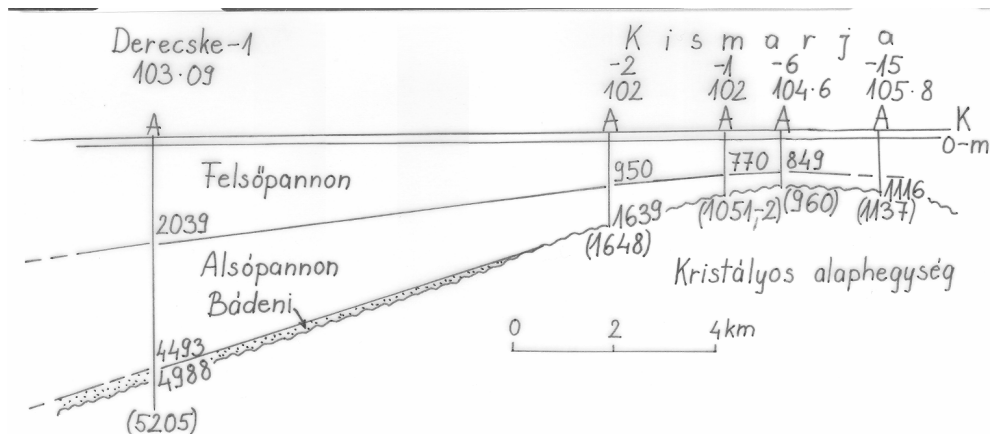 Derecske-1
103·09
K i s m a r j a
-2
102
-1
102
-6
104·6
-15
105·8
A
A
A
A
A
K
0-m
Felsőpannon
950
770
849
1116
2039
1639
(1648)
(1051,2)
(960)
(1137)
Alsópannon
Bádeni
Kristályos alaphegység
0
2
4km
4493
4988
(5205)